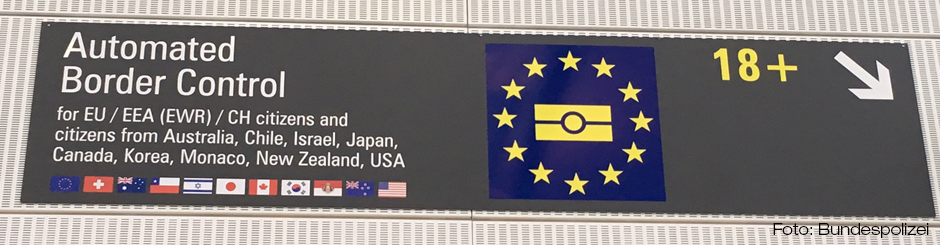 Automated
Border Control
for EU / EEA (EWR) / CH citizens and
citizens from Australia, Chile, Israel, Japan,
Canada, Korea, Monaco, New Zealand, USA
18+
Foto: Bundespolizei